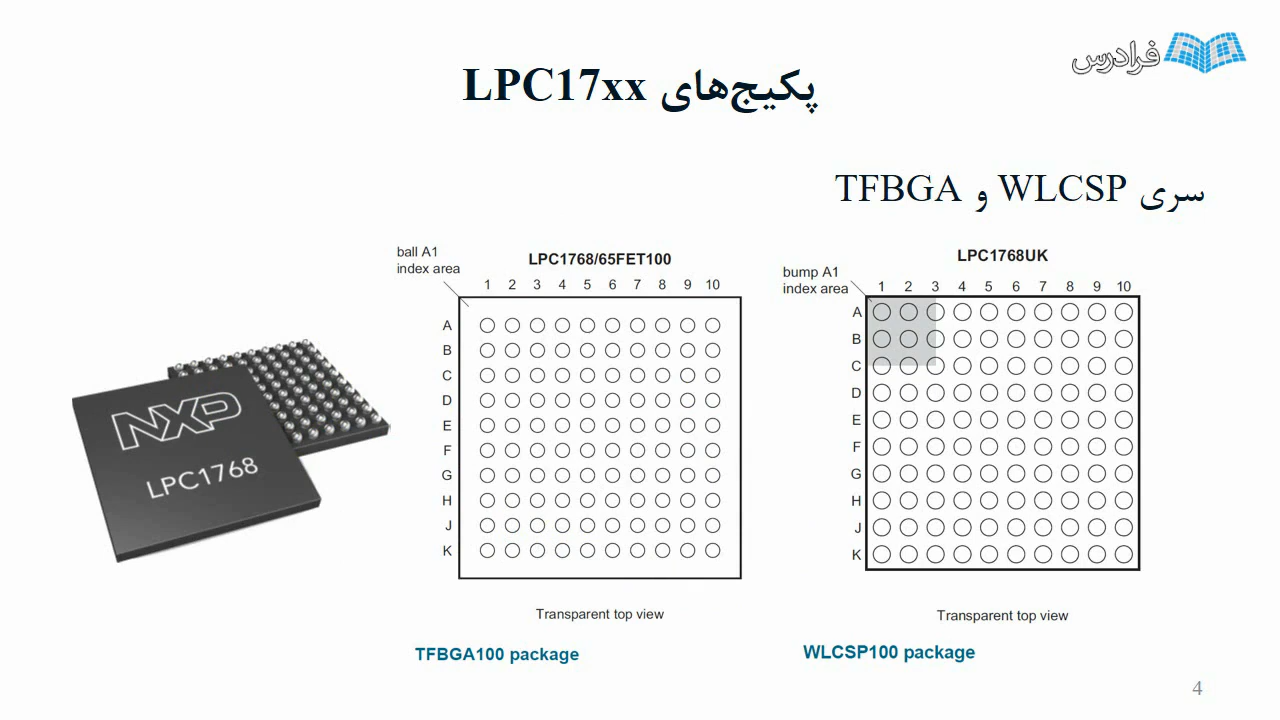 فرادرس
پکیج‌های LPC17xx
سری WLCSP و TFBGA
NXP
LPC1768
ball A1
index area
LPC1768/65FET100
1 2 3 4 5 6 7 8 9 10
A
B
C
D
E
F
G
H
J
K
Transparent top view
TFBGA100 package
bump A1
index area
LPC1768UK
1 2 3 4 5 6 7 8 9 10
A
B
C
D
E
F
G
H
J
K
Transparent top view
WLCSP100 package
4